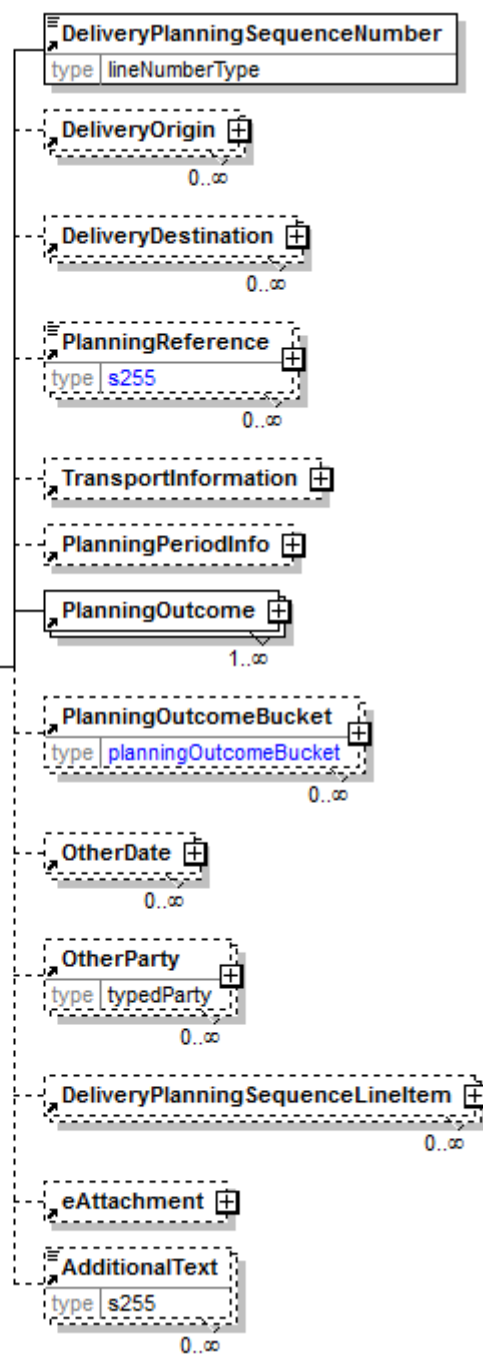 DeliveryPlanningSequenceNumber
type lineNumberType
DeliveryOrigin
0..∞
DeliveryDestination
0..∞
PlanningReference
type s255
0..∞
TransportInformation
PlanningPeriodInfo
PlanningOutcome
1..∞
PlanningOutcomeBucket
type planningOutcomeBucket
0..∞
OtherDate
0..∞
OtherParty
type typedParty
0..∞
DeliveryPlanningSequenceLineItem
0..∞
eAttachment
AdditionalText
type s255
0..∞